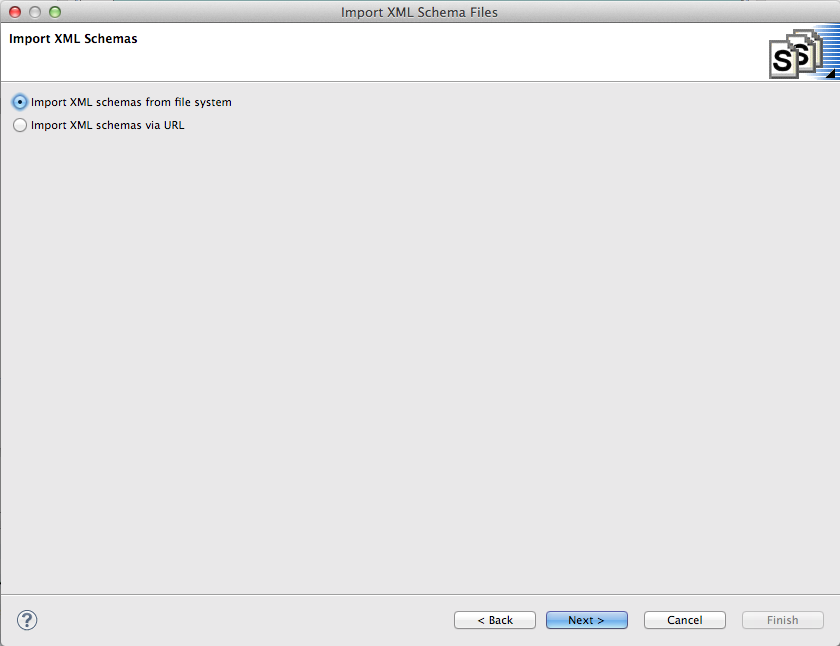 Import XML Schema Files
Import XML Schemas
S S
Import XML schemas from file system
Import XML schemas via URL
?
< Back Next > Cancel Finish